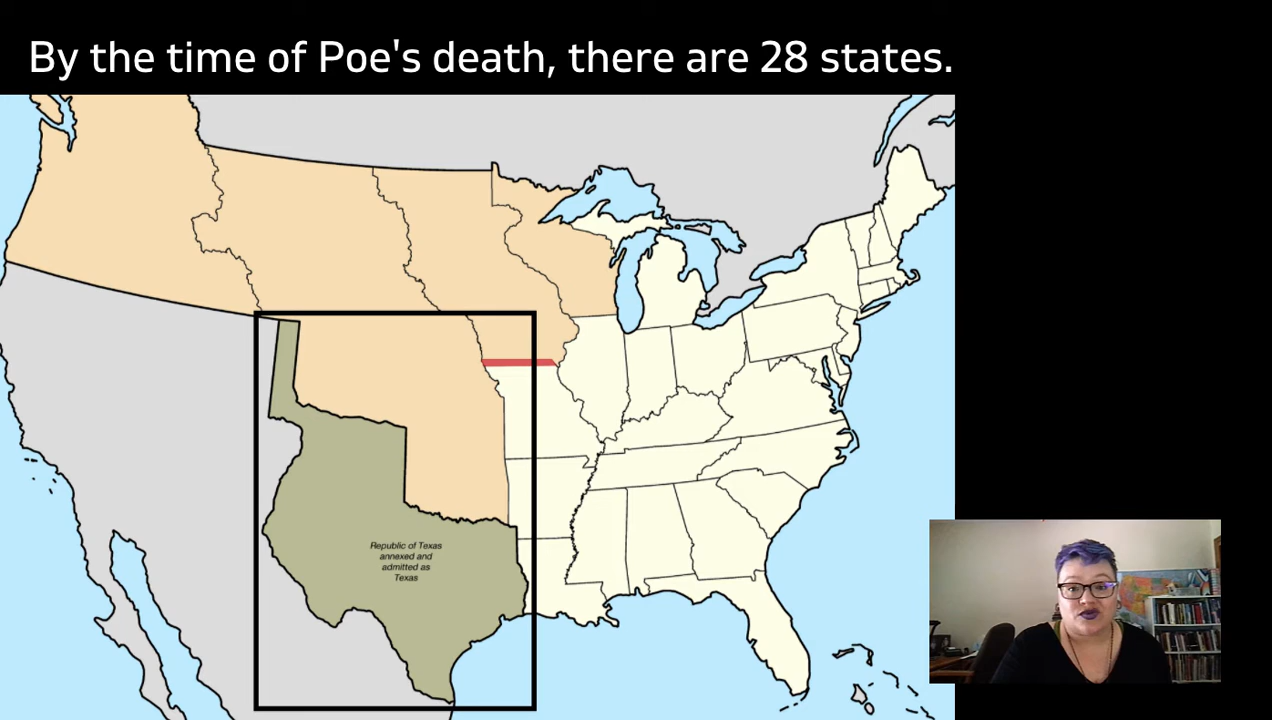 By the time of Poe's death, there are 28 states.
Republic of Texas
annexed and
admitted as
Texas